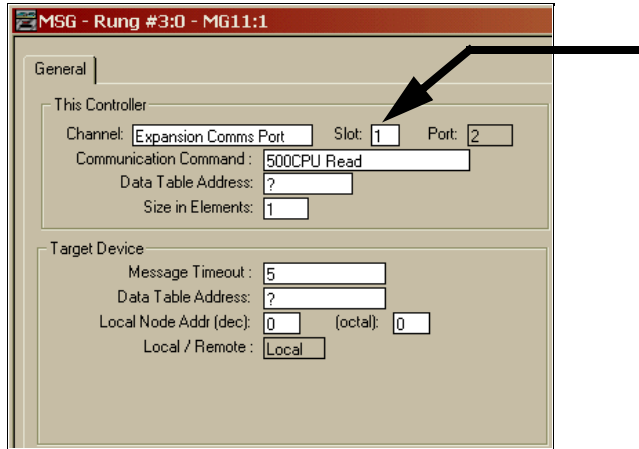 MSG - Rung #3:0 - MG11:1
General
This Controller
Channel: Expansion Comms Port Slot: 1 Port: 2
Communication Command : 500CPU Read
Data Table Address: ?
Size in Elements: 1
Target Device
Message Timeout : 5
Data Table Address: ?
Local Node Addr (dec): 0 (octal): 0
Local / Remote : Local